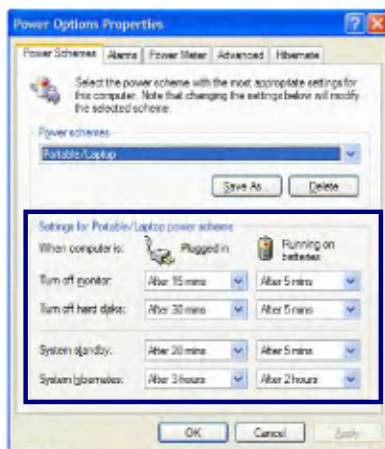 Power Options Properties
Power Schemes Alarms Power Meter Advanced Hibernate
Select the power scheme with the most appropriate settings for
this computer. Note that changing the settings below will modify
the selected scheme.
Power schemes
Portable/Laptop
Save As... Delete
Settings for Portable/Laptop power scheme
When computer is: Plugged in Running on
batteries
Turn off monitor: After 15 mins After 5 mins
Turn off hard disks: After 30 mins After 5 mins
System standby: After 20 mins After 5 mins
System hibernates: After 3 hours After 2 hours
OK Cancel Apply